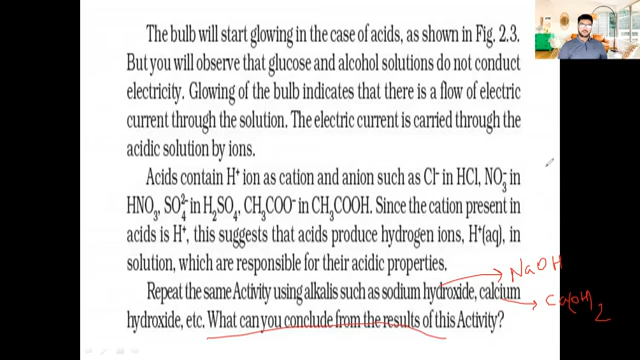 The bulb will start glowing in the case of acids, as shown in Fig. 2.3.
But you will observe that glucose and alcohol solutions do not conduct
electricity. Glowing of the bulb indicates that there is a flow of electric
current through the solution. The electric current is carried through the
acidic solution by ions.
Acids contain H⁺ ion as cation and anion such as Cl⁻ in HCl, NO₃⁻ in
HNO₃, SO₄²⁻ in H₂SO₄, CH₃COO⁻ in CH₃COOH. Since the cation present in
acids is H⁺, this suggests that acids produce hydrogen ions, H⁺(aq), in
solution, which are responsible for their acidic properties.
Repeat the same Activity using alkalis such as sodium hydroxide, calcium
hydroxide, etc. What can you conclude from the results of this Activity?
NaOH
Ca(OH)₂